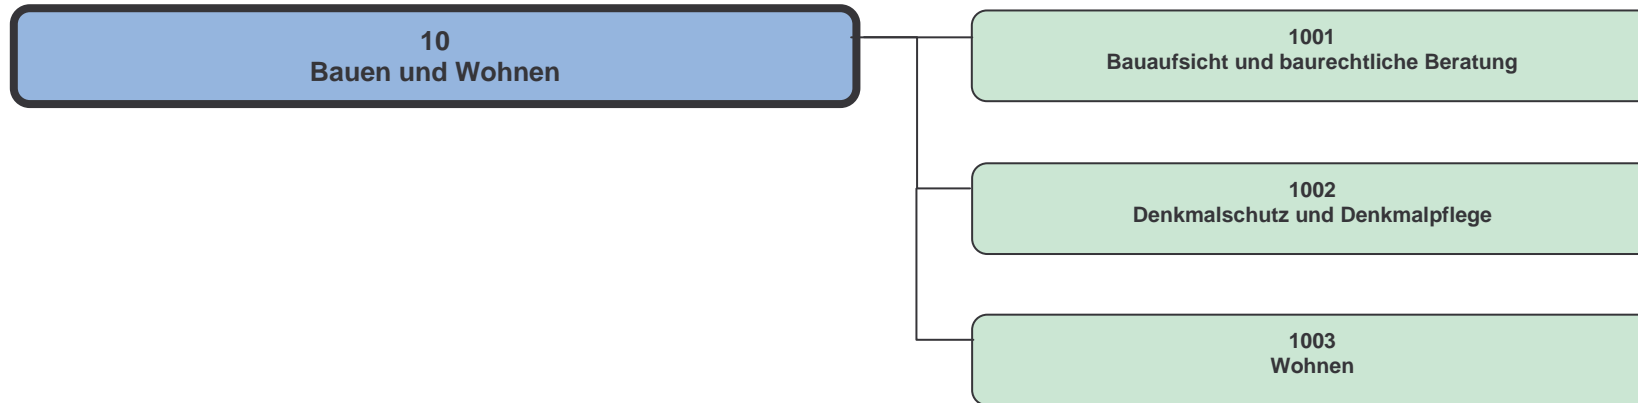 10
Bauen und Wohnen
1001
Bauaufsicht und baurechtliche Beratung
1002
Denkmalschutz und Denkmalpflege
1003
Wohnen